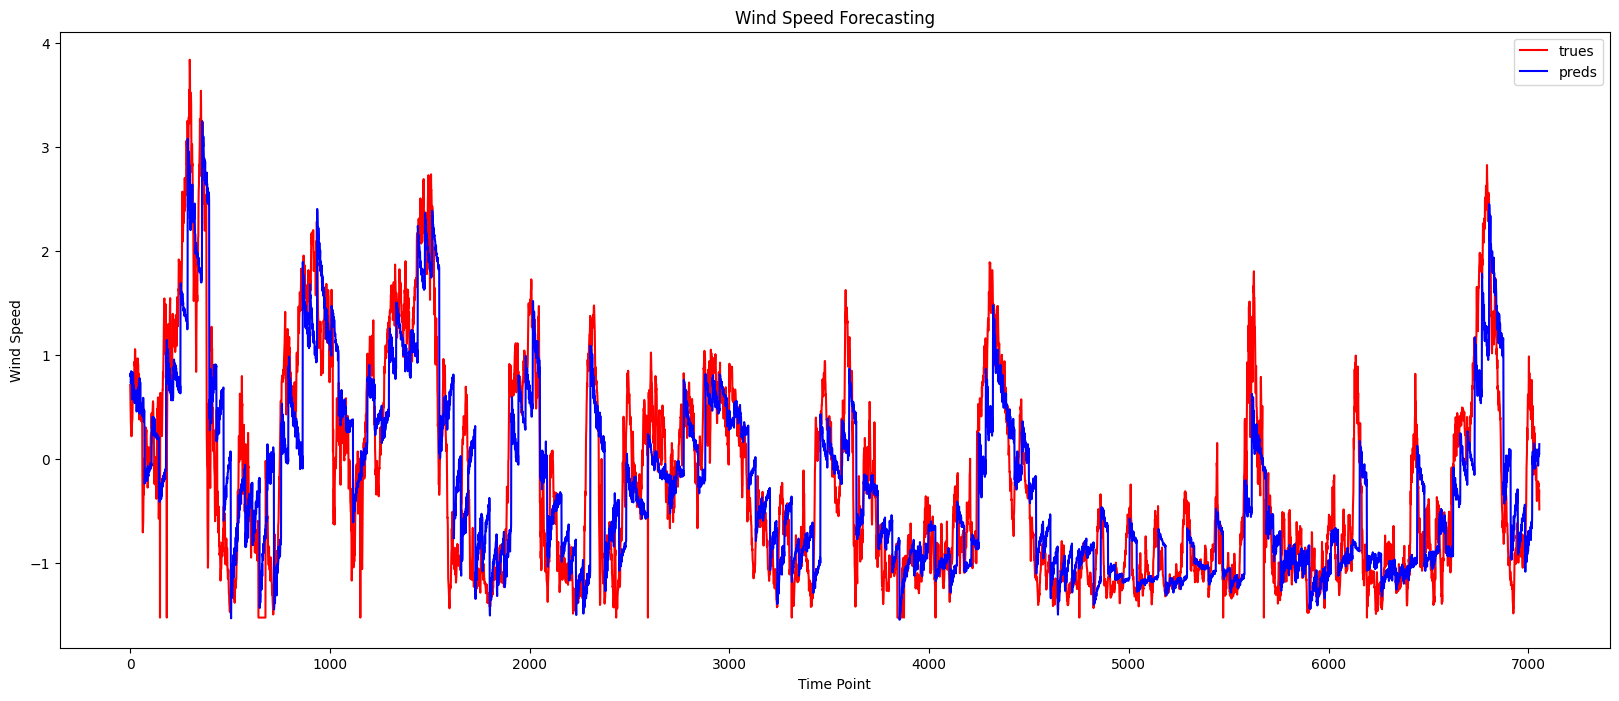 Wind Speed Forecasting
trues
preds
Wind Speed
4
3
2
1
0
−1
0 1000 2000 3000 4000 5000 6000 7000
Time Point